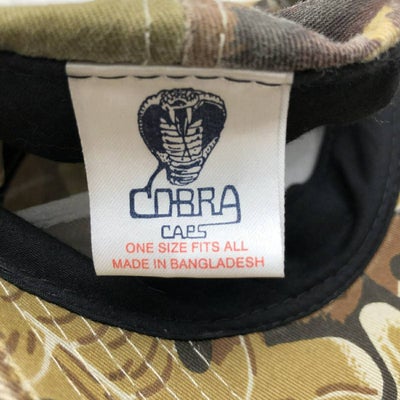 COBRA
CAPS
ONE SIZE FITS ALL
MADE IN BANGLADESH